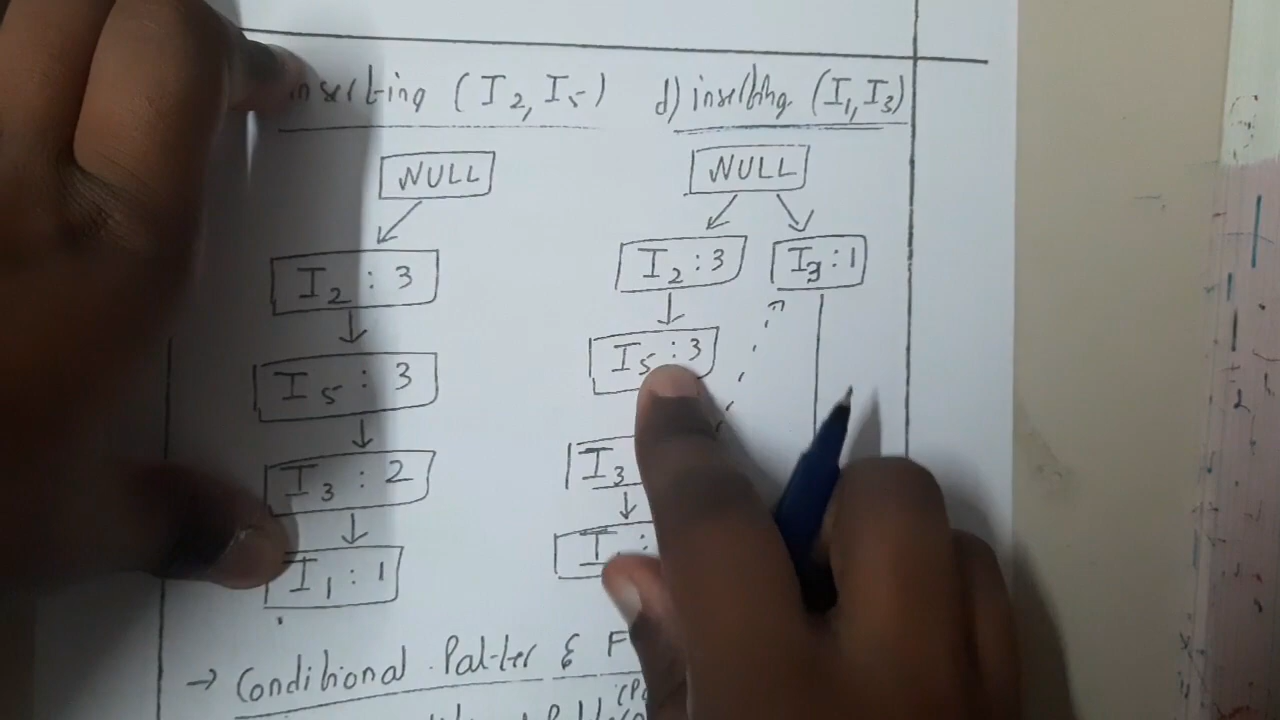 inserting (I2, I5)
NULL
I2 : 3
I5 : 3
I3 : 2
I1 : 1
d) inserting (I1, I3)
NULL
I2 : 3
I3 : 1
I5 : 3
I3
I :
→ Conditional Patter & F